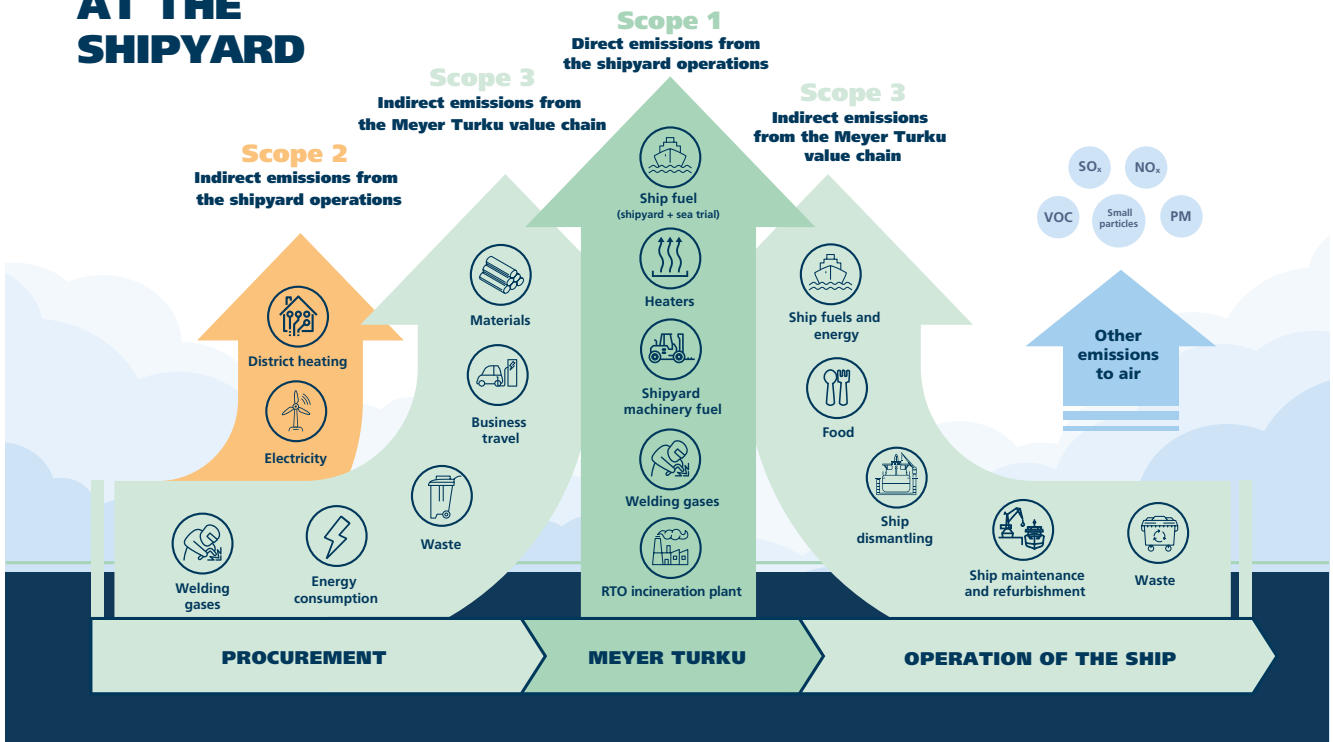 AT THE
SHIPYARD
Scope 1
Direct emissions from
the shipyard operations
Scope 3
Indirect emissions from
the Meyer Turku value chain
Scope 3
Indirect emissions
from the Meyer Turku
value chain
Scope 2
Indirect emissions from
the shipyard operations
District heating
Electricity
Materials
Business
travel
Waste
Welding
gases
Energy
consumption
Ship fuel
(shipyard + sea trial)
Heaters
Shipyard
machinery fuel
Welding gases
RTO incineration plant
Ship fuels and
energy
Food
Ship
dismantling
Ship maintenance
and refurbishment
Waste
SOₓ
NOₓ
VOC
Small
particles
PM
Other
emissions
to air
PROCUREMENT
MEYER TURKU
OPERATION OF THE SHIP